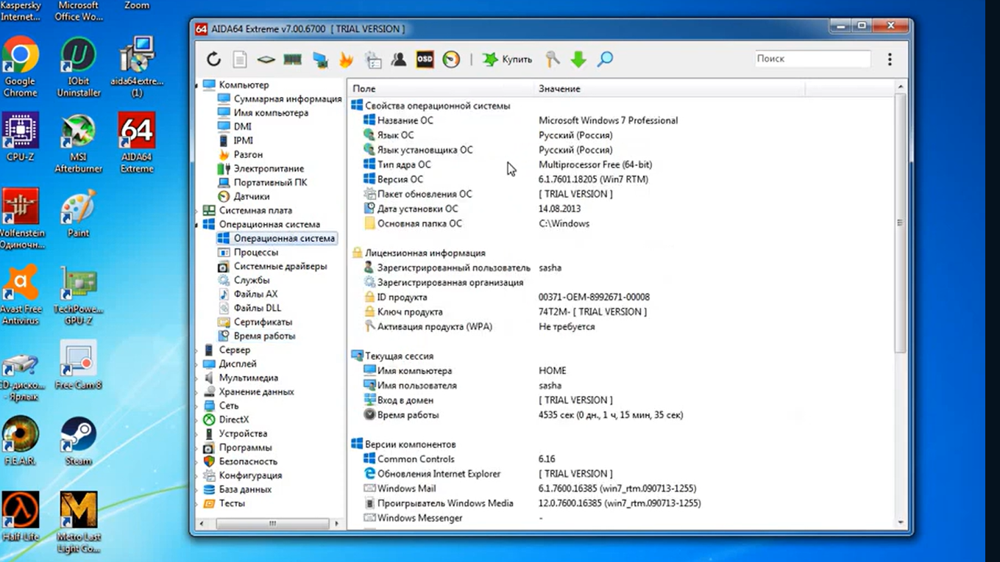 Kaspersky
Internet...
Microsoft
Office Wo...
Zoom
Google
Chrome
IObit
Uninstaller
aida64extre...
(1)
CPU-Z
MSI
Afterburner
64
AIDA64
Extreme
Wolfenstein
Одиночн...
Paint
Avast Free
Antivirus
TechPowe...
GPU-Z
CD-диско...
- Ярлык
Free Cam 8
F.E.A.R.
Steam
Half-Life
Metro Last
Light Co...
64 AIDA64 Extreme v7.00.6700 [ TRIAL VERSION ]
OSD
Купить
Поиск
Компьютер
Суммарная информация
Имя компьютера
DMI
IPMI
Разгон
Электропитание
Портативный ПК
Датчики
Системная плата
Операционная система
Операционная система
Процессы
Системные драйверы
Службы
Файлы AX
Файлы DLL
Сертификаты
Время работы
Сервер
Дисплей
Мультимедиа
Хранение данных
Сеть
DirectX
Устройства
Программы
Безопасность
Конфигурация
База данных
Тесты
Поле Значение
Свойства операционной системы
Название ОС Microsoft Windows 7 Professional
Язык ОС Русский (Россия)
Язык установщика ОС Русский (Россия)
Тип ядра ОС Multiprocessor Free (64-bit)
Версия ОС 6.1.7601.18205 (Win7 RTM)
Пакет обновления ОС [ TRIAL VERSION ]
Дата установки ОС 14.08.2013
Основная папка ОС C:\Windows
Лицензионная информация
Зарегистрированный пользователь sasha
Зарегистрированная организация
ID продукта 00371-OEM-8992671-00008
Ключ продукта 74T2M- [ TRIAL VERSION ]
Активация продукта (WPA) Не требуется
Текущая сессия
Имя компьютера HOME
Имя пользователя sasha
Вход в домен [ TRIAL VERSION ]
Время работы 4535 сек (0 дн., 1 ч, 15 мин, 35 сек)
Версии компонентов
Common Controls 6.16
Обновления Internet Explorer [ TRIAL VERSION ]
Windows Mail 6.1.7600.16385 (win7_rtm.090713-1255)
Проигрыватель Windows Media 12.0.7600.16385 (win7_rtm.090713-1255)
Windows Messenger -